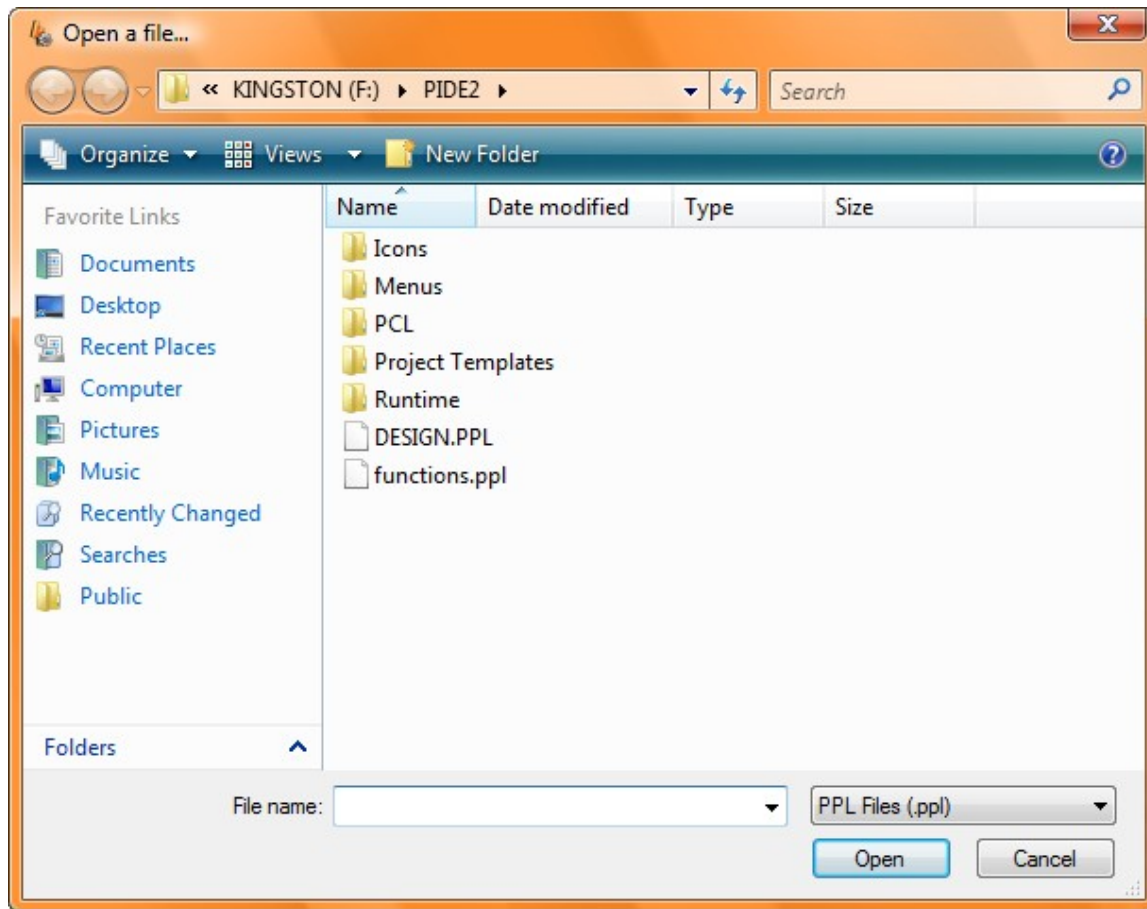 Open a file...
« KINGSTON (F:) PIDE2 Search
Organize Views New Folder
Favorite Links
Documents
Desktop
Recent Places
Computer
Pictures
Music
Recently Changed
Searches
Public
Folders
Name Date modified Type Size
Icons
Menus
PCL
Project Templates
Runtime
DESIGN.PPL
functions.ppl
File name: PPL Files (.ppl)
Open Cancel